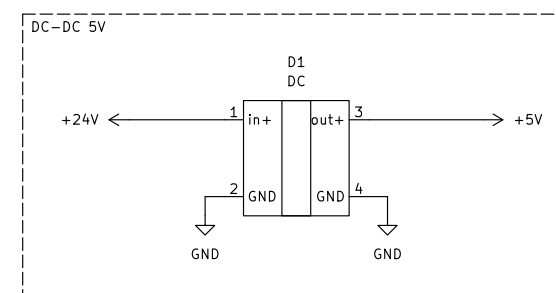 DC-DC 5V
D1
DC
+24V 1 in+ out+ 3 +5V
2 GND GND 4
GND GND